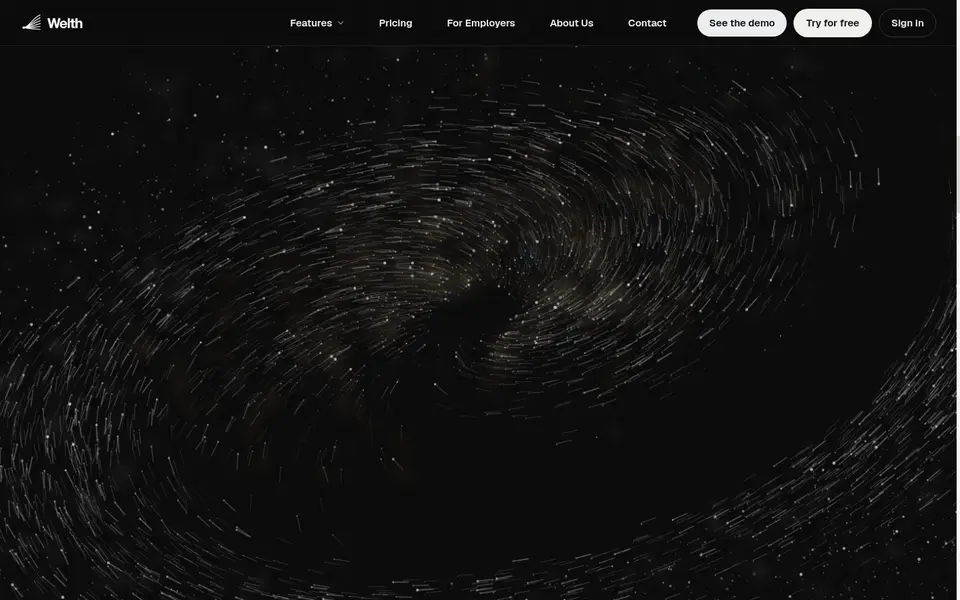 Welth
Features
Pricing
For Employers
About Us
Contact
See the demo
Try for free
Sign in